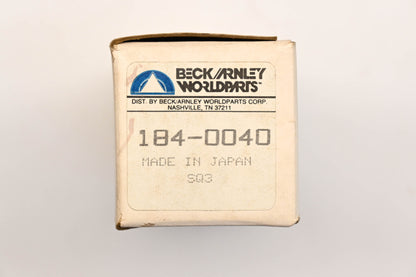 BECK/ARNLEY
WORLDPARTS
DIST. BY BECK/ARNLEY WORLDPARTS CORP.
NASHVILLE, TN 37211
184-0040
MADE IN JAPAN
SQ3